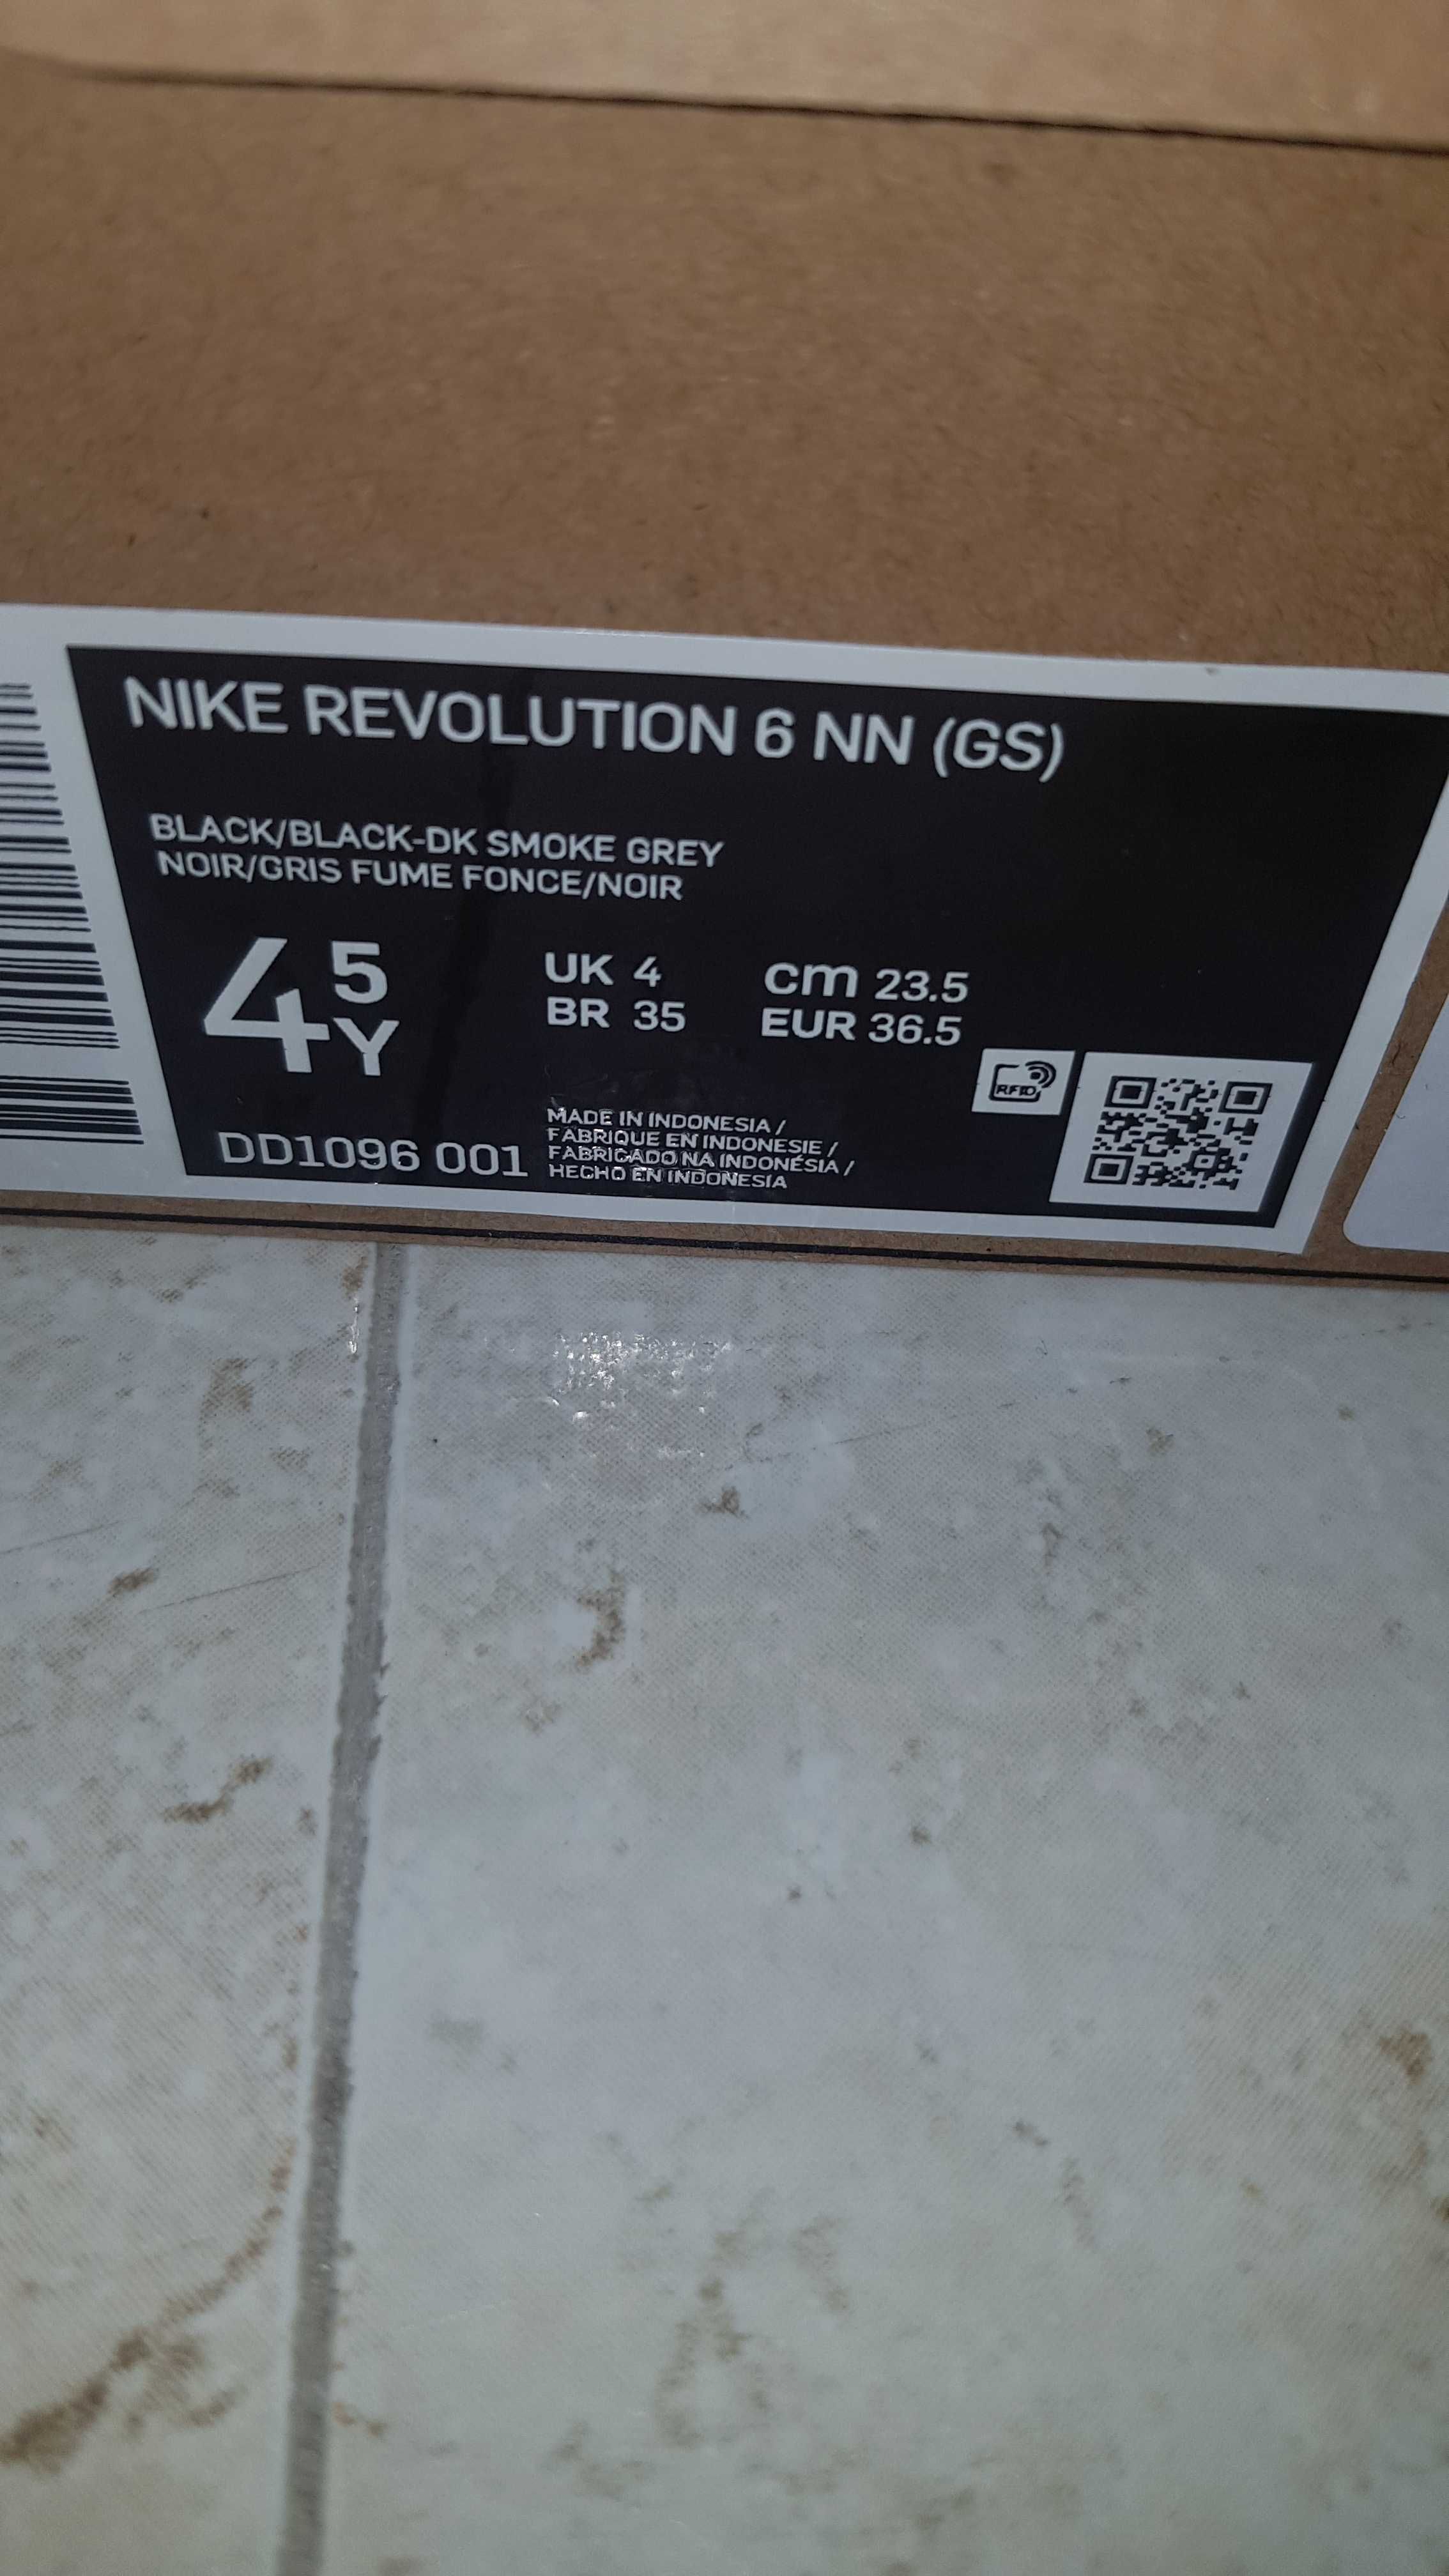 NIKE REVOLUTION 6 NN (GS)
BLACK/BLACK-DK SMOKE GREY
NOIR/GRIS FUME FONCE/NOIR
4 5 Y
UK 4
BR 35
cm 23.5
EUR 36.5
RFID
DD1096 001
MADE IN INDONESIA /
FABRIQUE EN INDONESIE /
FABRICADO NA INDONÉSIA /
HECHO EN INDONESIA